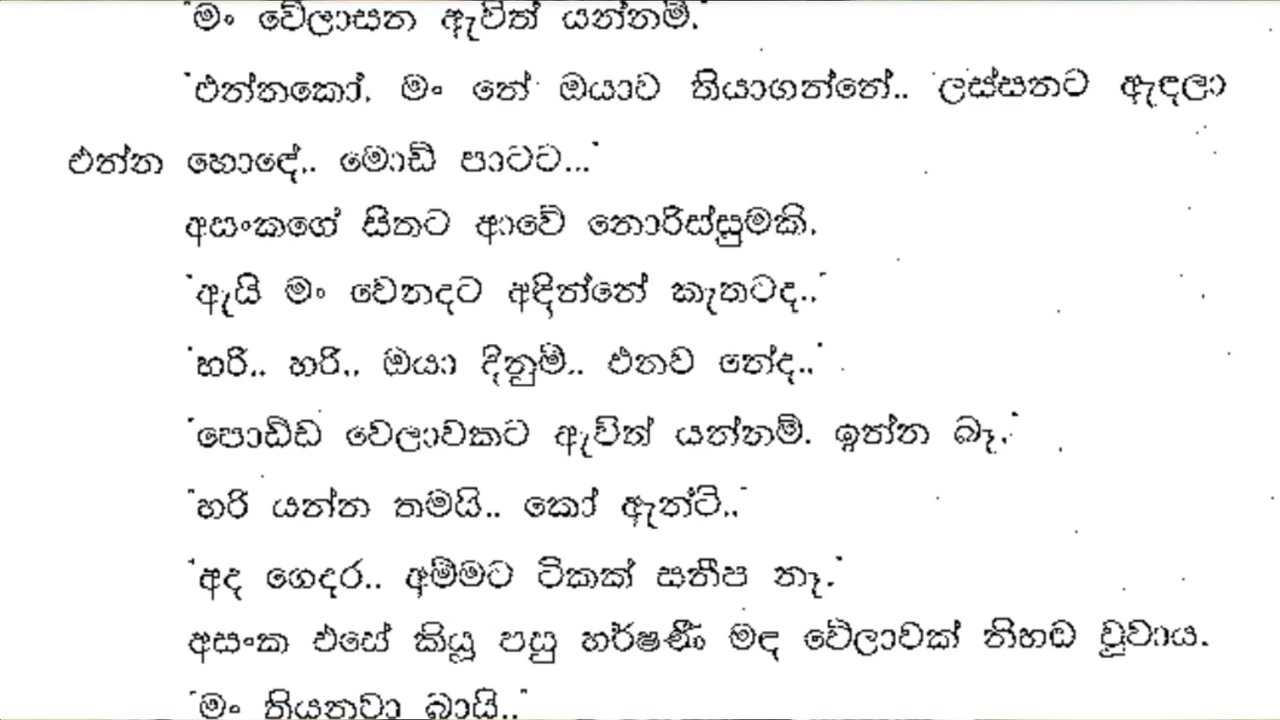 "මං වේලාසන ඇවිත් යන්නම්."
"එන්නකෝ. මං නේ ඔයාව තියාගන්නේ.. ලස්සනට ඇඳලා
එන්න හොඳේ.. මොඩ් පාටට..."
අසංකගේ සිතට ආවේ නොරිස්සුමකි.
"ඇයි මං වෙනදට අඳින්නේ කැතටද.."
"හරි.. හරි.. ඔයා දිනුම්.. එනව නේද.."
"පොඩ්ඩ වෙලාවකට ඇවිත් යන්නම්. ඉන්න බෑ."
"හරි යන්න තමයි.. කෝ ඇන්ටි.."
"අද ගෙදර.. අම්මට ටිකක් සනීප නෑ."
අසංක එසේ කියූ පසු හර්ෂණී මඳ වේලාවක් නිහඬ වූවාය.
"මං තියනවා බායි.."